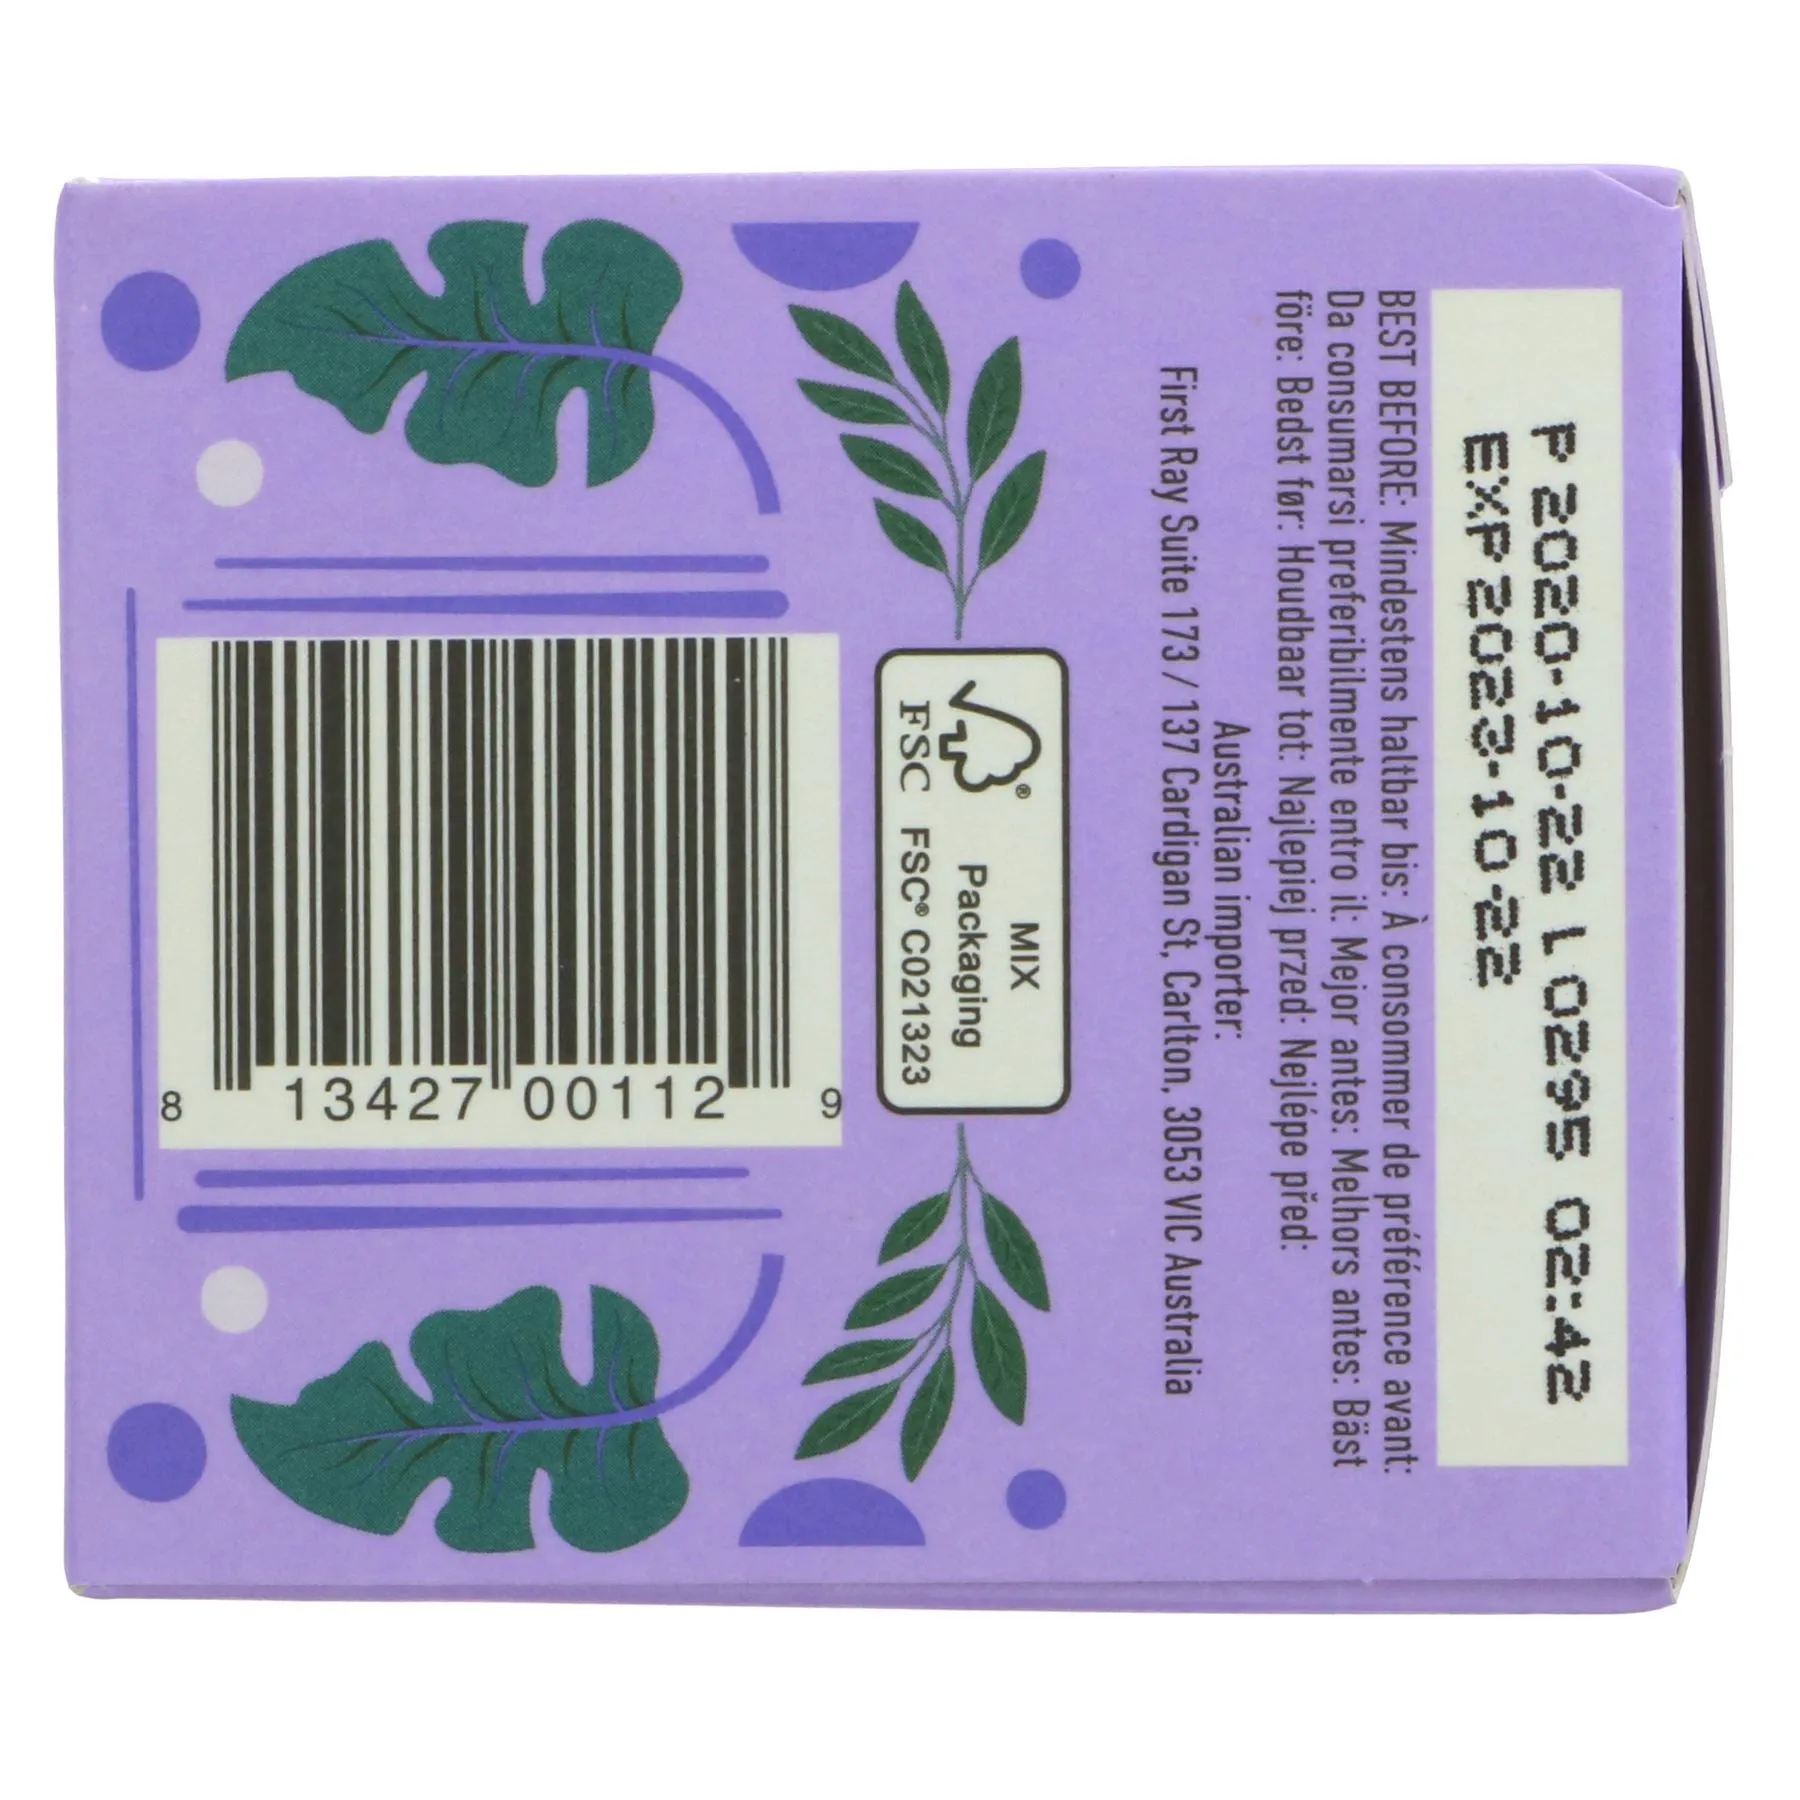 P 2020-10-22 L 0295 02:42
EXP 2023-10-22
BEST BEFORE: Mindestens haltbar bis: À consommer de préférence avant:
Da consumarsi preferibilmente entro il: Mejor antes: Melhors antes: Bäst
före: Bedst før: Houdbaar tot: Najlepiej przed: Nejlépe před:
Australian importer:
First Ray Suite 173 / 137 Cardigan St, Carlton, 3053 VIC Australia
®
FSC
MIX
Packaging
FSC® C021323
8 13427 00112 9